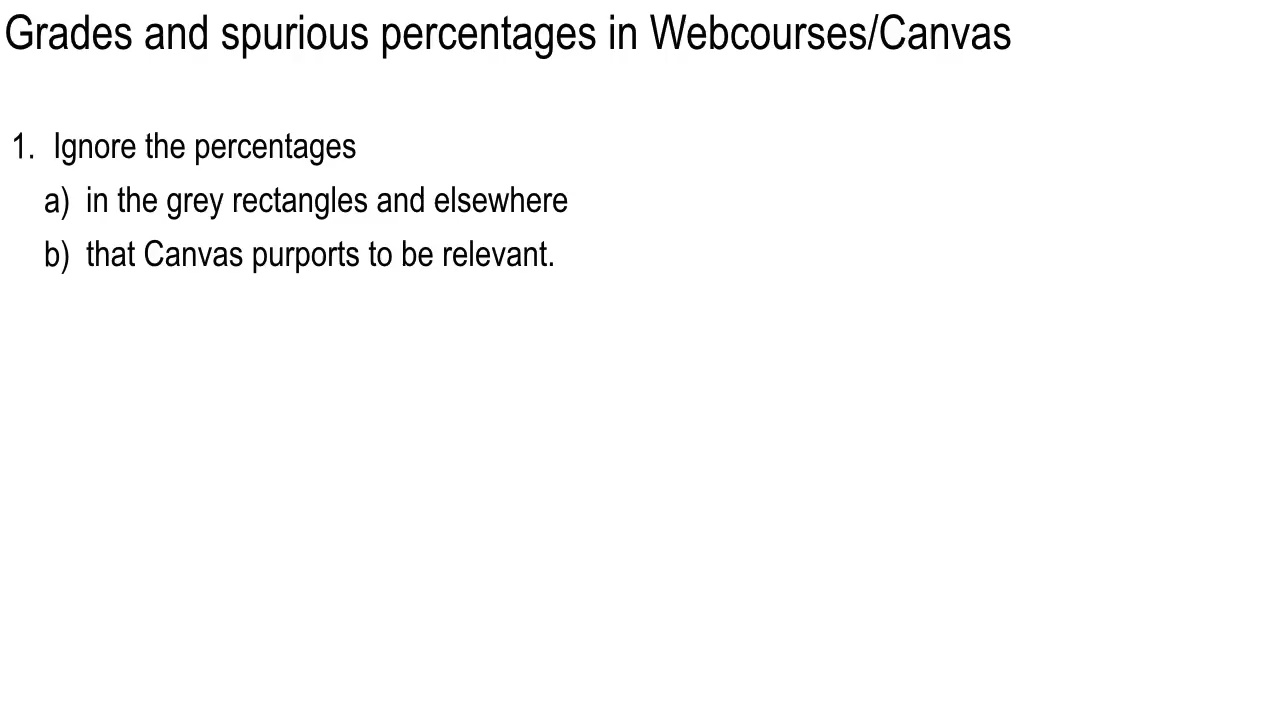 Grades and spurious percentages in Webcourses/Canvas
1. Ignore the percentages
a) in the grey rectangles and elsewhere
b) that Canvas purports to be relevant.